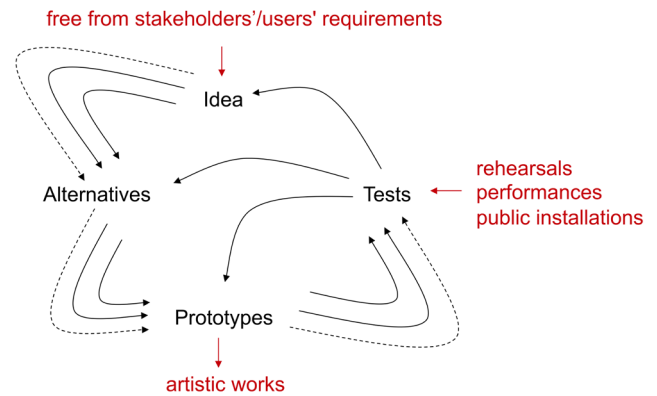 free from stakeholders’/users' requirements
Idea
Alternatives
Tests
rehearsals
performances
public installations
Prototypes
artistic works